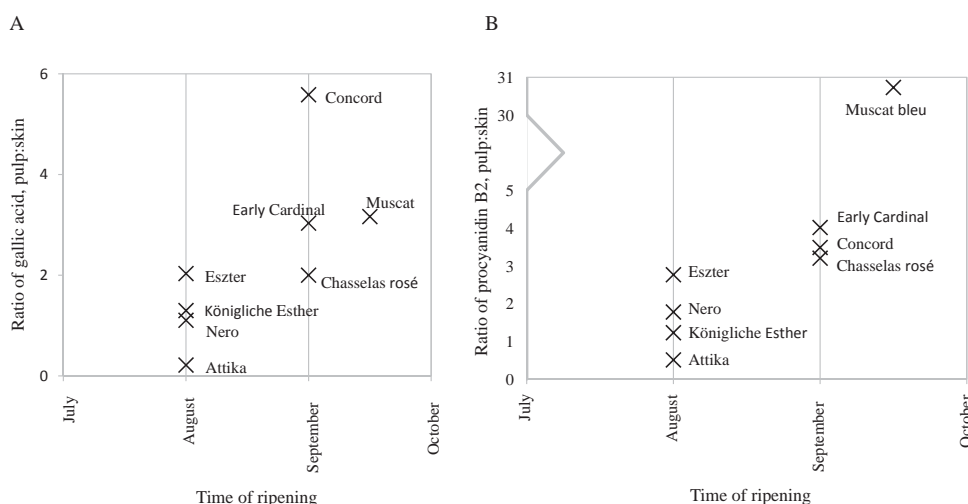 A
Ratio of gallic acid, pulp:skin
6
4
2
0
Concord
Early Cardinal
Muscat
Chasselas rosé
Eszter
Königliche Esther
Nero
Attika
July
August
September
October
Time of ripening
B
Ratio of procyanidin B2, pulp:skin
31
30
5
4
3
2
1
0
Muscat bleu
Early Cardinal
Concord
Chasselas rosé
Eszter
Nero
Königliche Esther
Attika
July
August
September
October
Time of ripening